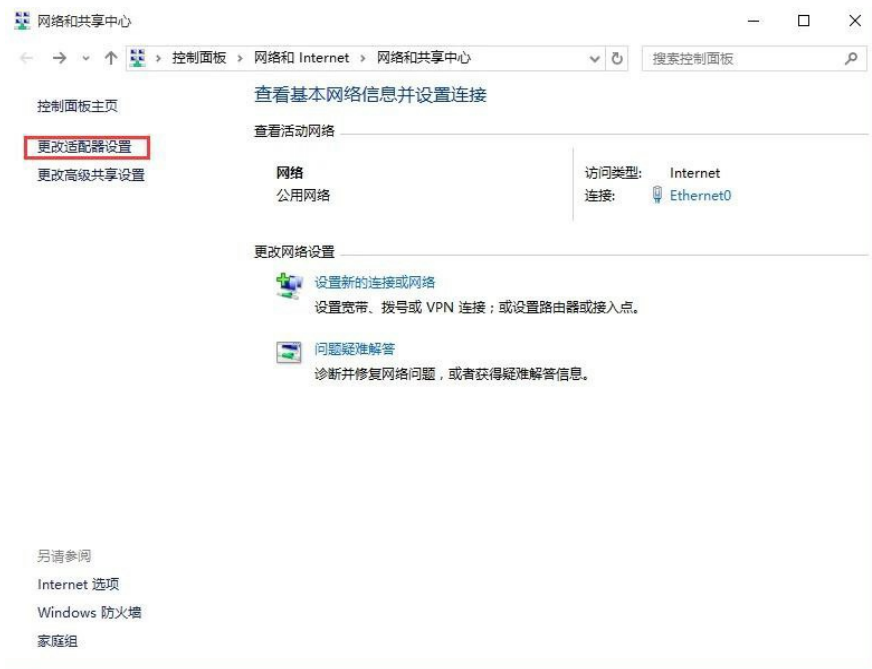 网络和共享中心
控制面板 › 网络和 Internet › 网络和共享中心
搜索控制面板
控制面板主页
更改适配器设置
更改高级共享设置
查看基本网络信息并设置连接
查看活动网络
网络
公用网络
访问类型: Internet
连接: Ethernet0
更改网络设置
设置新的连接或网络
设置宽带、拨号或 VPN 连接；或设置路由器或接入点。
问题疑难解答
诊断并修复网络问题，或者获得疑难解答信息。
另请参阅
Internet 选项
Windows 防火墙
家庭组